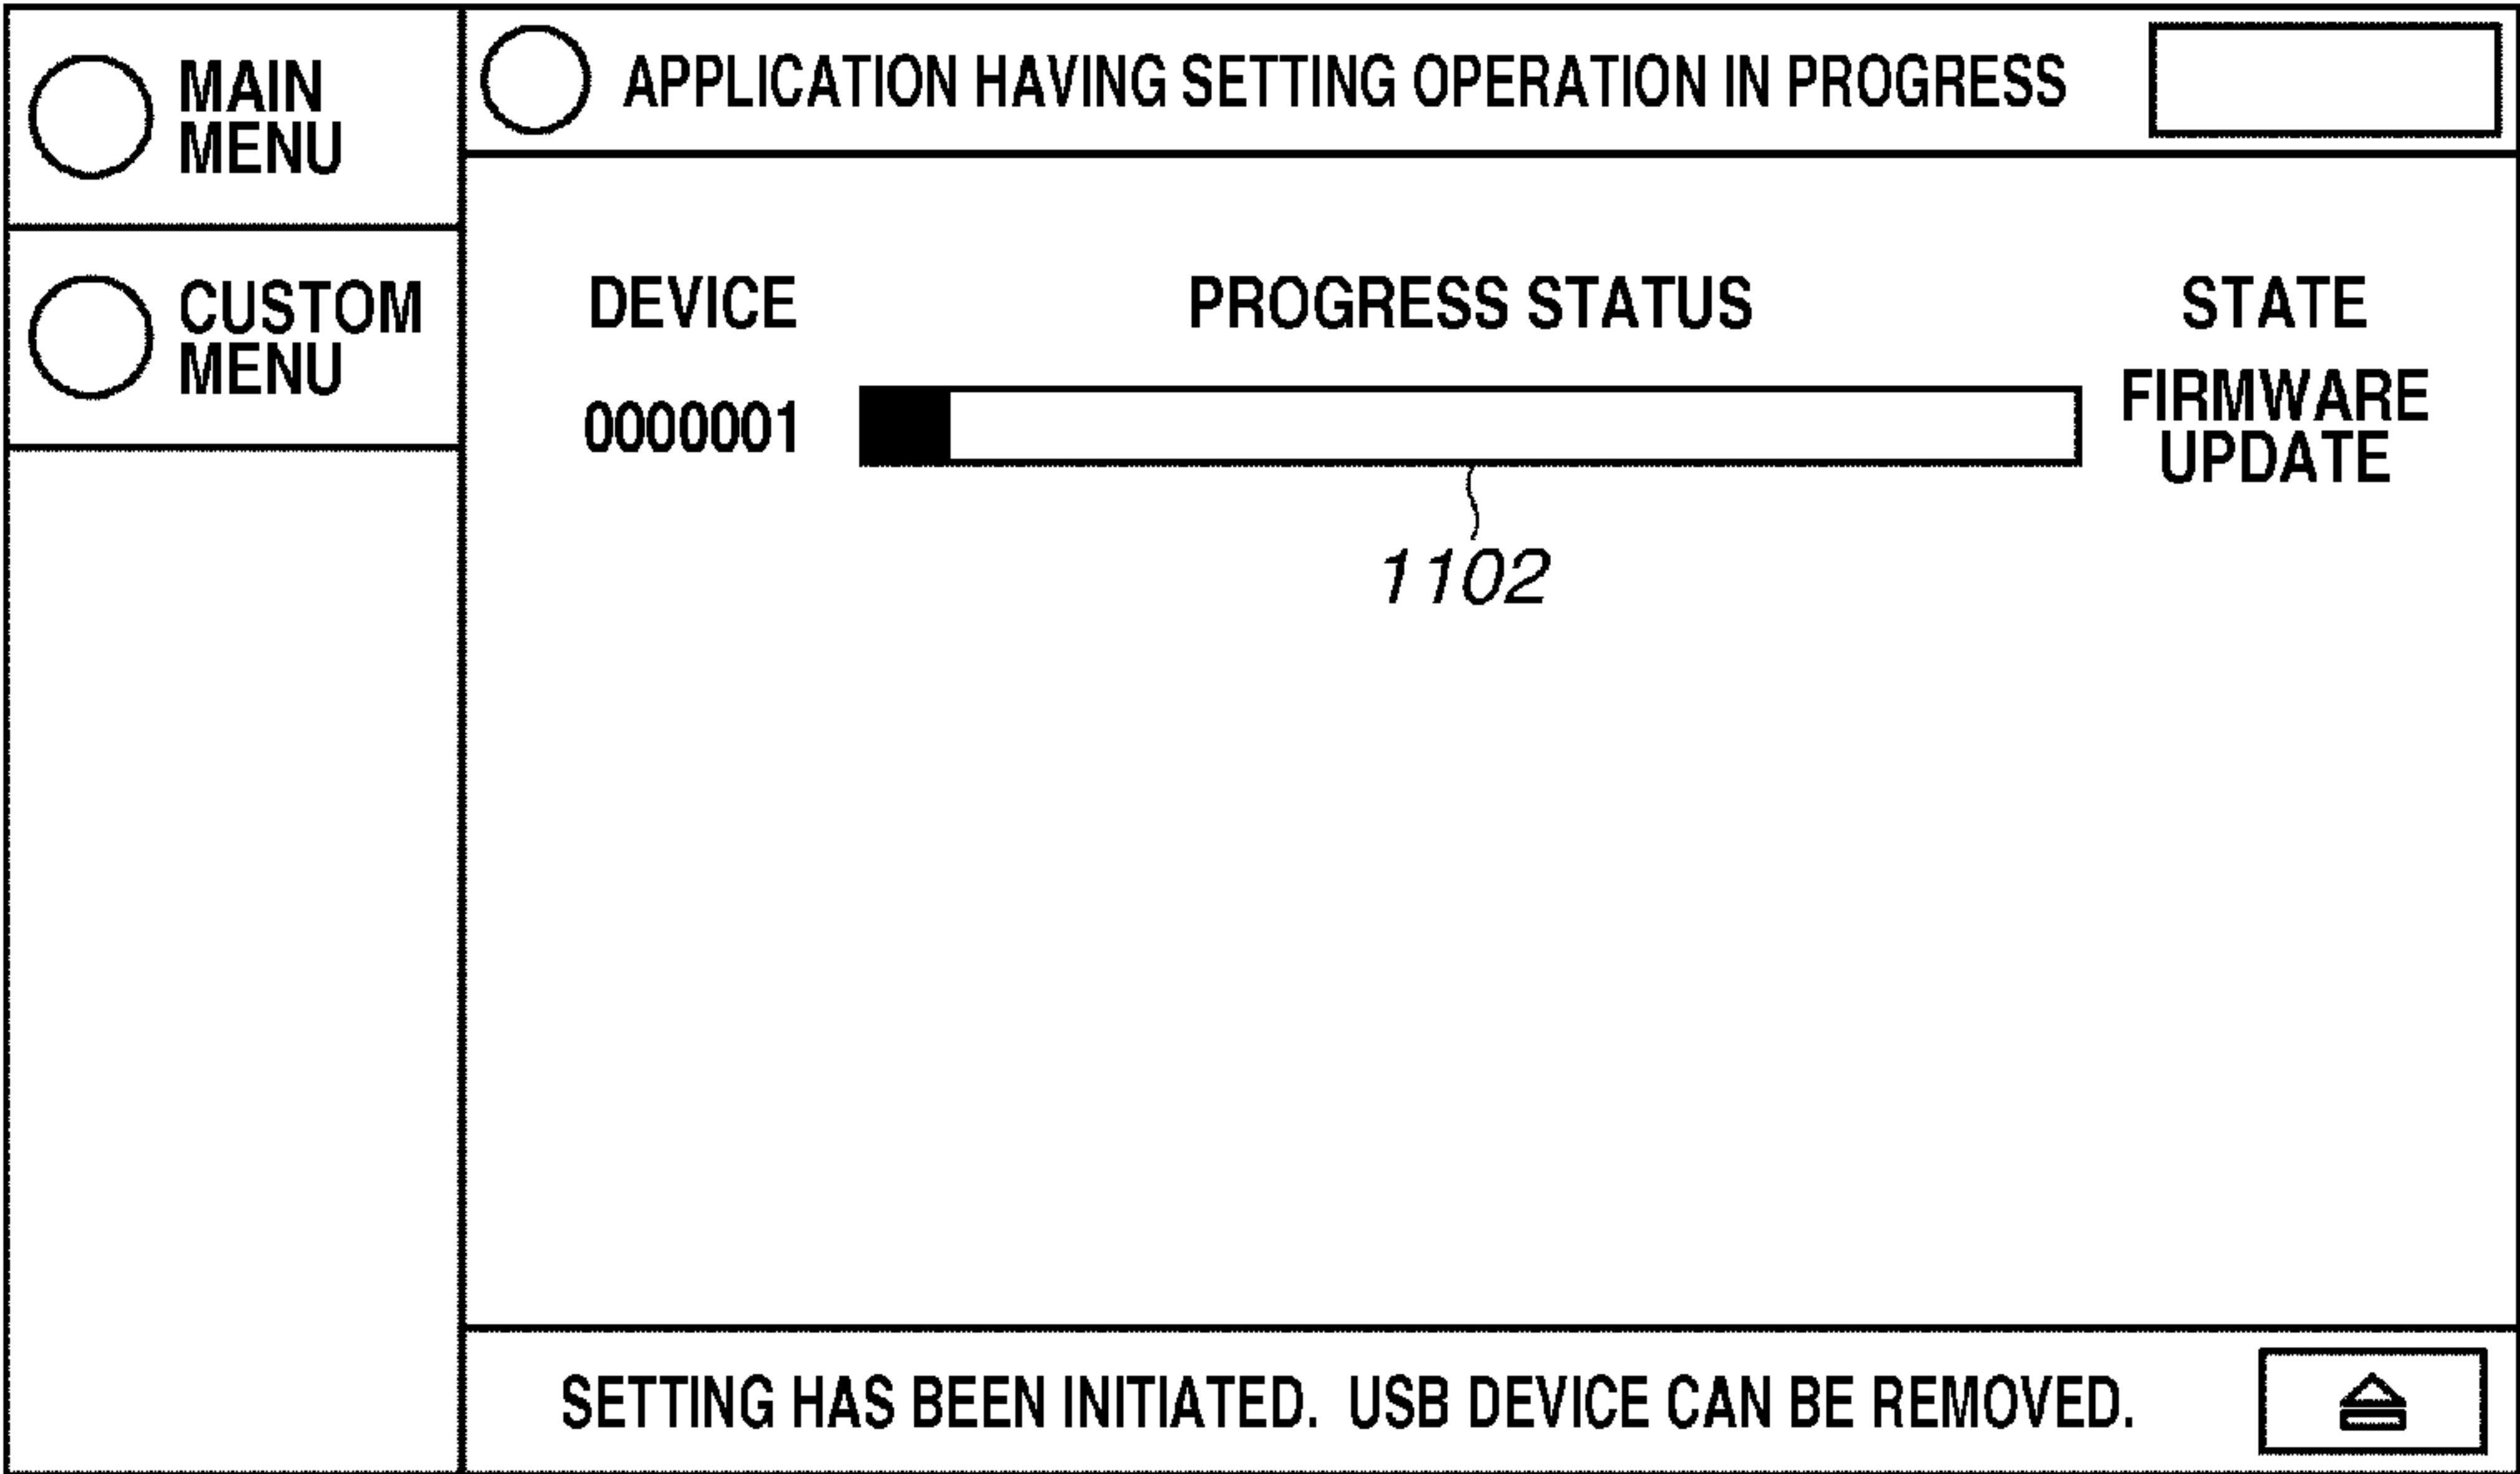 MAIN
MENU
CUSTOM
MENU
APPLICATION HAVING SETTING OPERATION IN PROGRESS
DEVICE PROGRESS STATUS STATE
0000001 FIRMWARE
UPDATE
1102
SETTING HAS BEEN INITIATED. USB DEVICE CAN BE REMOVED.